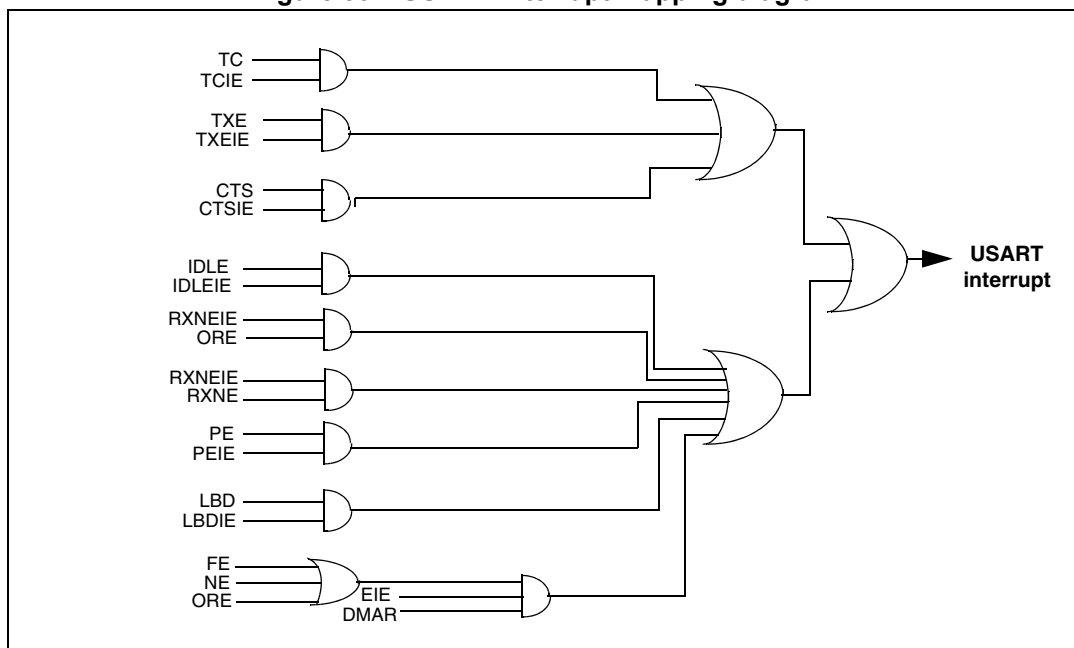 TC
TCIE
TXE
TXEIE
CTS
CTSIE
IDLE
IDLEIE
RXNEIE
ORE
RXNEIE
RXNE
PE
PEIE
LBD
LBDIE
FE
NE
ORE
EIE
DMAR
USART
interrupt